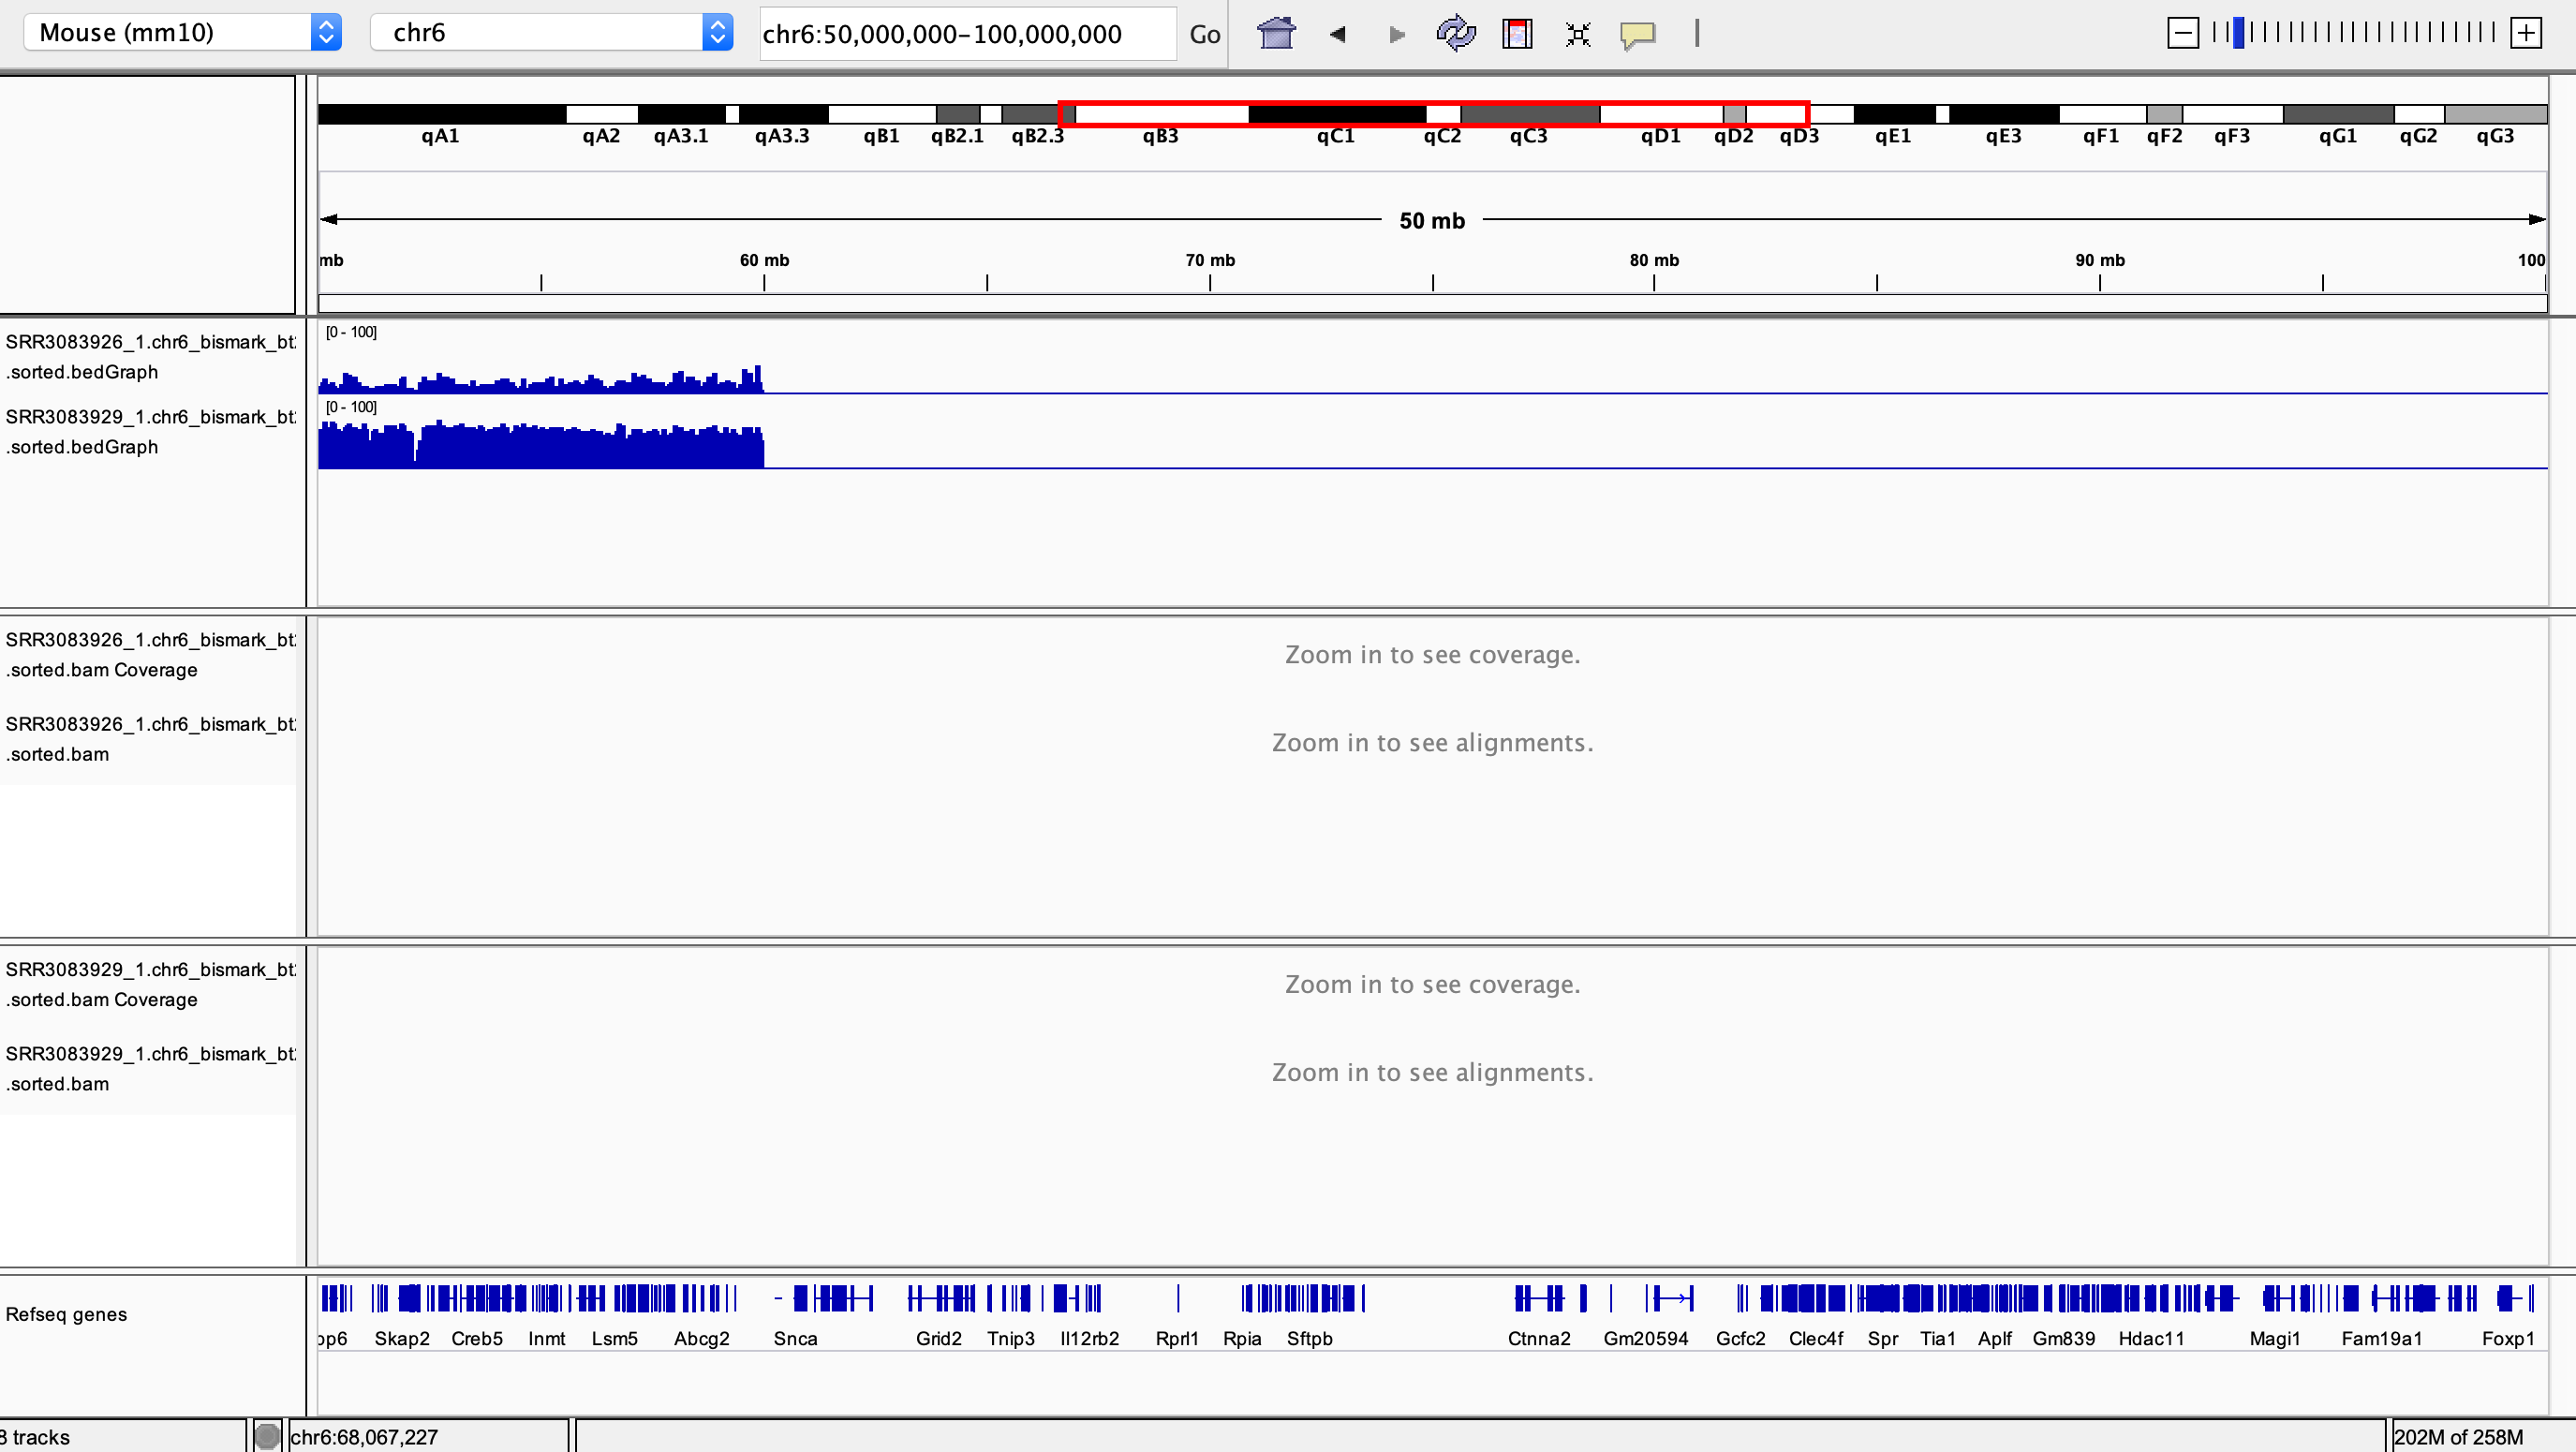 Mouse (mm10) chr6 chr6:50,000,000-100,000,000 Go
qA1 qA2 qA3.1 qA3.3 qB1 qB2.1 qB2.3 qB3 qC1 qC2 qC3 qD1 qD2 qD3 qE1 qE3 qF1 qF2 qF3 qG1 qG2 qG3
50 mb
mb 60 mb 70 mb 80 mb 90 mb 100
[0 - 100]
SRR3083926_1.chr6_bismark_bt
.sorted.bedGraph
[0 - 100]
SRR3083929_1.chr6_bismark_bt
.sorted.bedGraph
SRR3083926_1.chr6_bismark_bt
.sorted.bam Coverage
Zoom in to see coverage.
SRR3083926_1.chr6_bismark_bt
.sorted.bam
Zoom in to see alignments.
SRR3083929_1.chr6_bismark_bt
.sorted.bam Coverage
Zoom in to see coverage.
SRR3083929_1.chr6_bismark_bt
.sorted.bam
Zoom in to see alignments.
Refseq genes
pp6 Skap2 Creb5 Inmt Lsm5 Abcg2 Snca Grid2 Tnip3 Il12rb2 Rprl1 Rpia Sftpb Ctnna2 Gm20594 Gcfc2 Clec4f Spr Tia1 Aplf Gm839 Hdac11 Magi1 Fam19a1 Foxp1
8 tracks chr6:68,067,227 202M of 258M